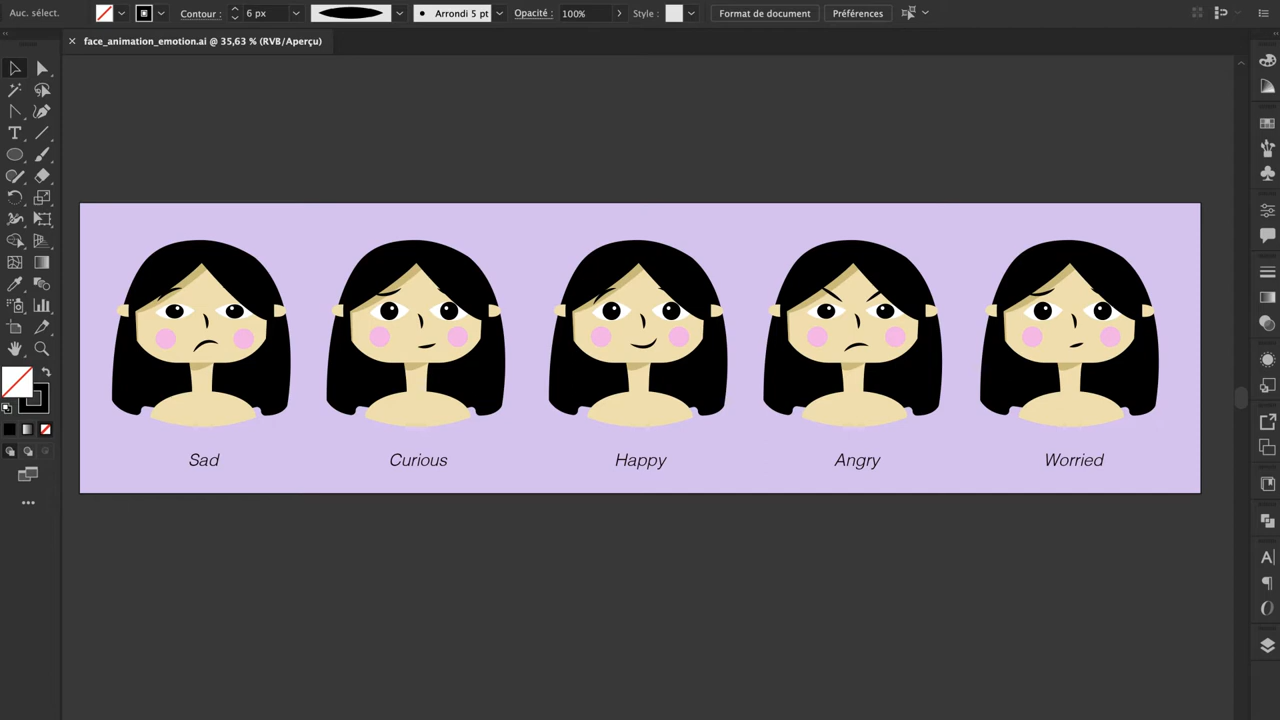 Auc. sélect.
Contour :
6 px
Arrondi 5 pt
Opacité :
100%
Style :
Format de document
Préférences
face_animation_emotion.ai @ 35,63 % (RVB/Aperçu)
Sad
Curious
Happy
Angry
Worried